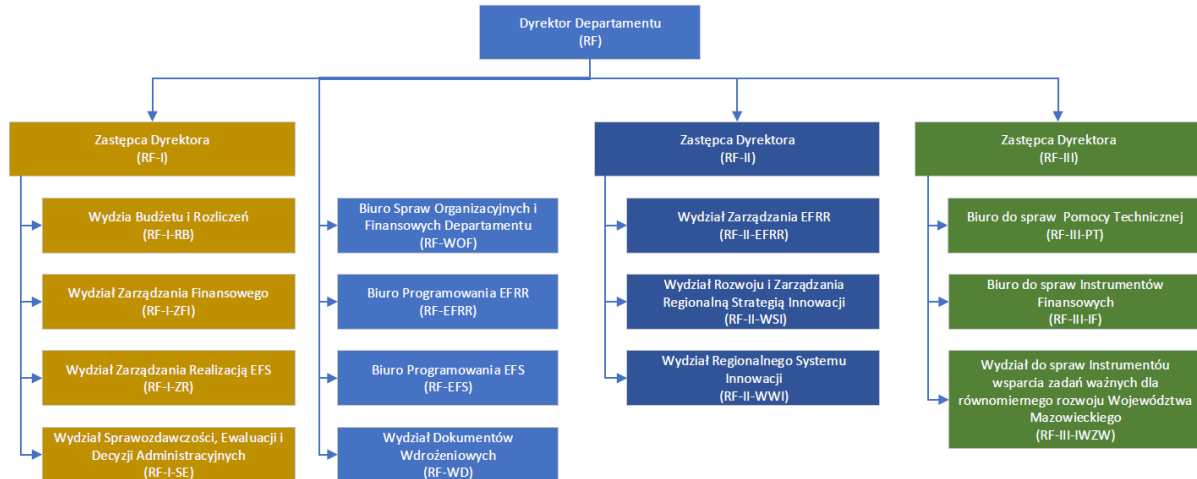 Dyrektor Departamentu
(RF)
Zastępca Dyrektora
(RF-I)
Wydzia Budżetu i Rozliczeń
(RF-I-RB)
Wydział Zarządzania Finansowego
(RF-I-ZFI)
Wydział Zarządzania Realizacją EFS
(RF-I-ZR)
Wydział Sprawozdawczości, Ewaluacji i
Decyzji Administracyjnych
(RF-I-SE)
Biuro Spraw Organizacyjnych i
Finansowych Departamentu
(RF-WOF)
Biuro Programowania EFRR
(RF-EFRR)
Biuro Programowania EFS
(RF-EFS)
Wydział Dokumentów
Wdrożeniowych
(RF-WD)
Zastępca Dyrektora
(RF-II)
Wydział Zarządzania EFRR
(RF-II-EFRR)
Wydział Rozwoju i Zarządzania
Regionalną Strategią Innowacji
(RF-II-WSI)
Wydział Regionalnego Systemu
Innowacji
(RF-II-WWI)
Zastępca Dyrektora
(RF-III)
Biuro do spraw Pomocy Technicznej
(RF-III-PT)
Biuro do spraw Instrumentów
Finansowych
(RF-III-IF)
Wydział do spraw Instrumentów
wsparcia zadań ważnych dla
równomiernego rozwoju Województwa
Mazowieckiego
(RF-III-IWZW)